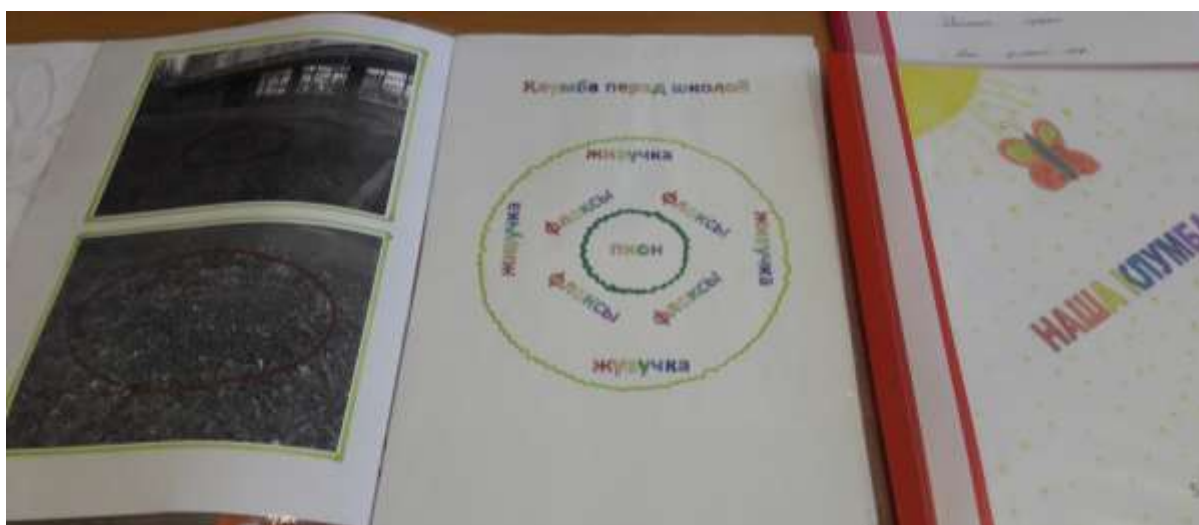 Клумба перед школой
живучка
Флоксы
Флоксы
живучка
пион
живучка
Флоксы
Флоксы
живучка
НАША КЛУМБА